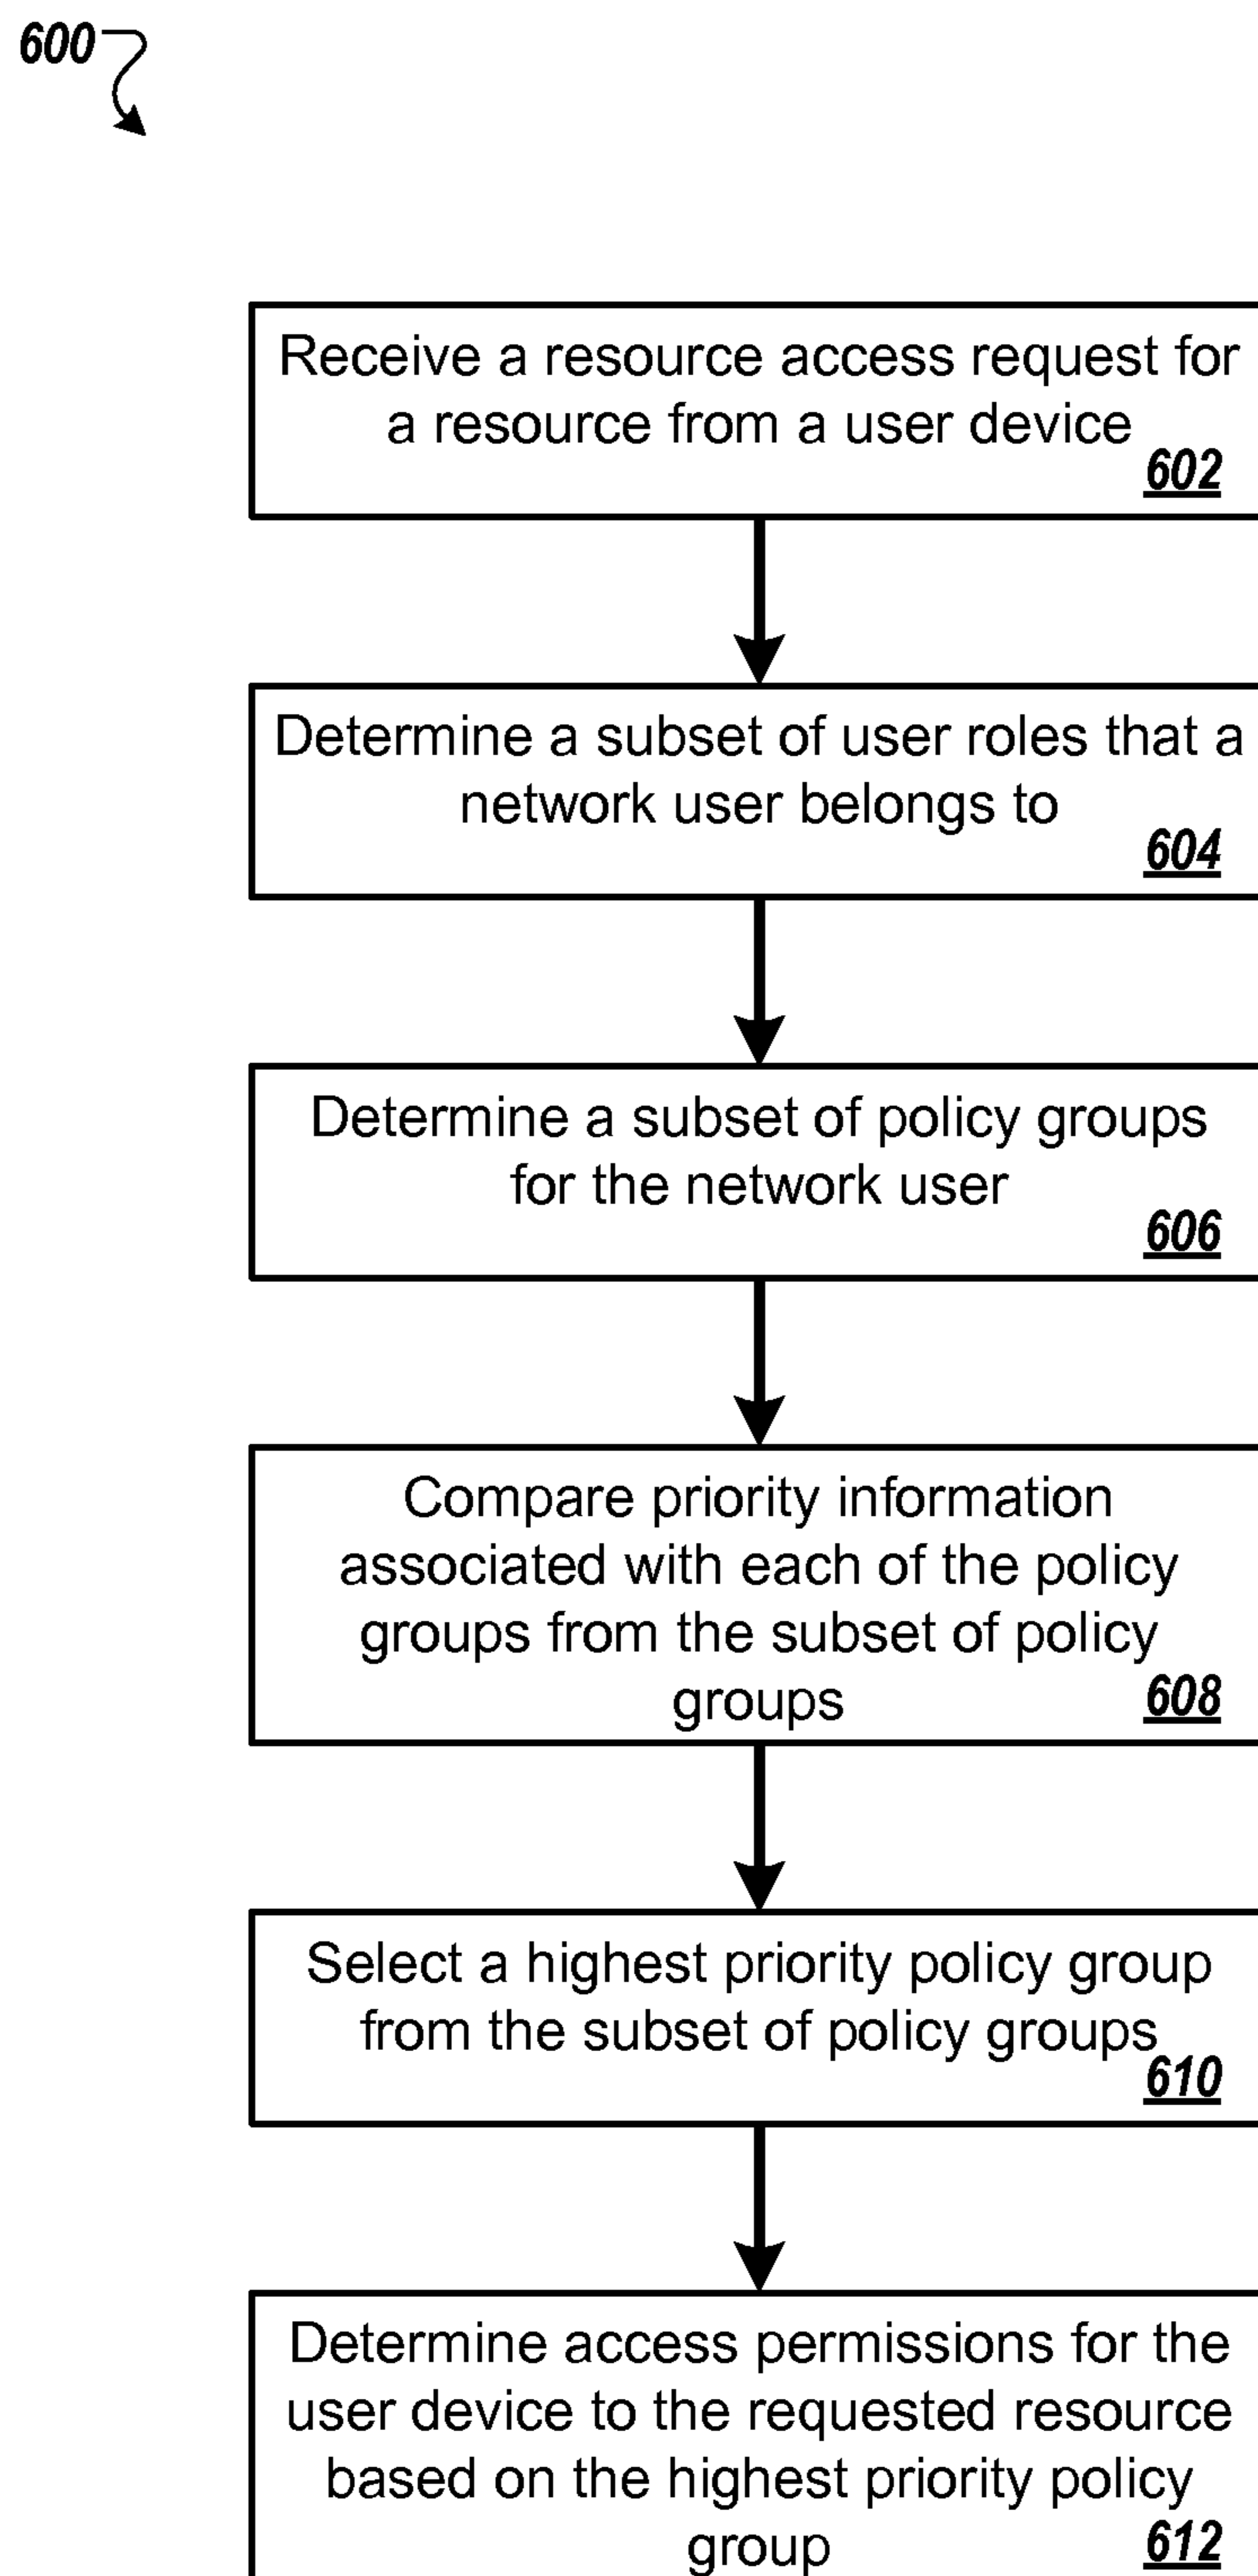 600
Receive a resource access request for
a resource from a user device
602
Determine a subset of user roles that a
network user belongs to
604
Determine a subset of policy groups
for the network user
606
Compare priority information
associated with each of the policy
groups from the subset of policy
groups
608
Select a highest priority policy group
from the subset of policy groups
610
Determine access permissions for the
user device to the requested resource
based on the highest priority policy
group
612